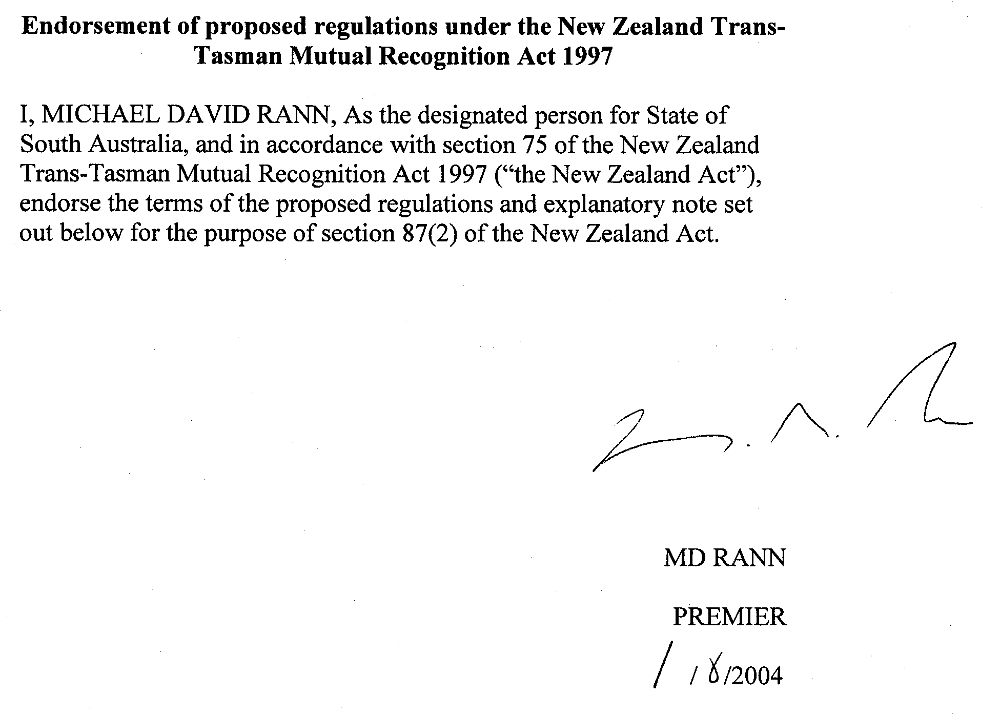 Endorsement of proposed regulations under the New Zealand Trans-
Tasman Mutual Recognition Act 1997
I, MICHAEL DAVID RANN, As the designated person for State of
South Australia, and in accordance with section 75 of the New Zealand
Trans-Tasman Mutual Recognition Act 1997 (“the New Zealand Act”),
endorse the terms of the proposed regulations and explanatory note set
out below for the purpose of section 87(2) of the New Zealand Act.
MD RANN
PREMIER
1/8/2004